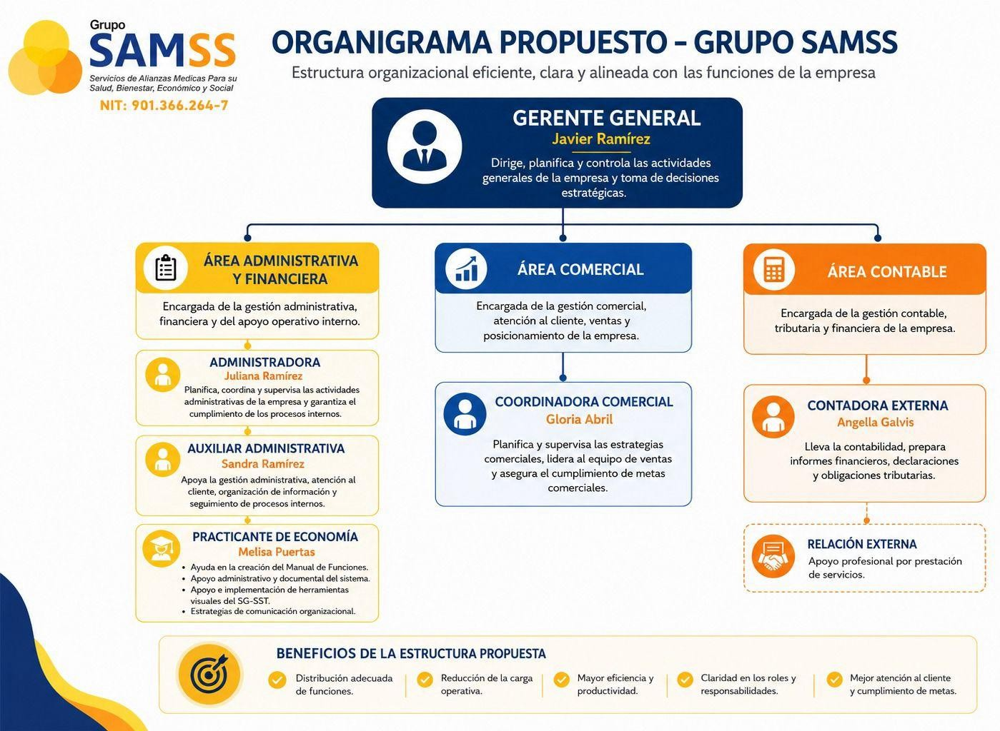 Grupo
SAMSS
Servicios de Alianzas Medicas Para su
Salud, Bienestar, Económico y Social
NIT: 901.366.264-7
ORGANIGRAMA PROPUESTO – GRUPO SAMSS
Estructura organizacional eficiente, clara y alineada con las funciones de la empresa
GERENTE GENERAL
Javier Ramírez
Dirige, planifica y controla las actividades
generales de la empresa y toma de decisiones
estratégicas.
ÁREA ADMINISTRATIVA
Y FINANCIERA
Encargada de la gestión administrativa,
financiera y del apoyo operativo interno.
ADMINISTRADORA
Juliana Ramírez
Planifica, coordina y supervisa las actividades
administrativas de la empresa y garantiza el
cumplimiento de los procesos internos.
AUXILIAR ADMINISTRATIVA
Sandra Ramírez
Apoya la gestión administrativa, atención al
cliente, organización de información y
seguimiento de procesos internos.
PRACTICANTE DE ECONOMÍA
Melisa Puertas
• Ayuda en la creación del Manual de Funciones.
• Apoyo administrativo y documental del sistema.
• Apoyo e implementación de herramientas
visuales del SG-SST.
• Estrategias de comunicación organizacional.
ÁREA COMERCIAL
Encargada de la gestión comercial,
atención al cliente, ventas y
posicionamiento de la empresa.
COORDINADORA COMERCIAL
Gloria Abril
Planifica y supervisa las estrategias
comerciales, lidera al equipo de ventas
y asegura el cumplimiento de metas
comerciales.
ÁREA CONTABLE
Encargada de la gestión contable,
tributaria y financiera de la empresa.
CONTADORA EXTERNA
Angella Galvis
Lleva la contabilidad, prepara
informes financieros, declaraciones
y obligaciones tributarias.
RELACIÓN EXTERNA
Apoyo profesional por prestación
de servicios.
BENEFICIOS DE LA ESTRUCTURA PROPUESTA
Distribución adecuada
de funciones.
Reducción de la carga
operativa.
Mayor eficiencia y
productividad.
Claridad en los roles y
responsabilidades.
Mejor atención al cliente
y cumplimiento de metas.